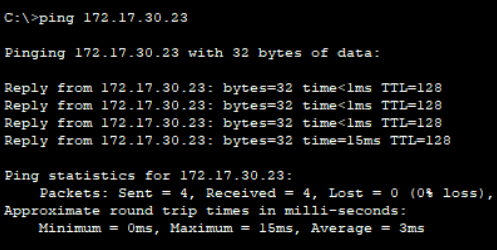 C:\>ping 172.17.30.23
Pinging 172.17.30.23 with 32 bytes of data:
Reply from 172.17.30.23: bytes=32 time<1ms TTL=128
Reply from 172.17.30.23: bytes=32 time<1ms TTL=128
Reply from 172.17.30.23: bytes=32 time<1ms TTL=128
Reply from 172.17.30.23: bytes=32 time=15ms TTL=128
Ping statistics for 172.17.30.23:
    Packets: Sent = 4, Received = 4, Lost = 0 (0% loss),
Approximate round trip times in milli-seconds:
    Minimum = 0ms, Maximum = 15ms, Average = 3ms